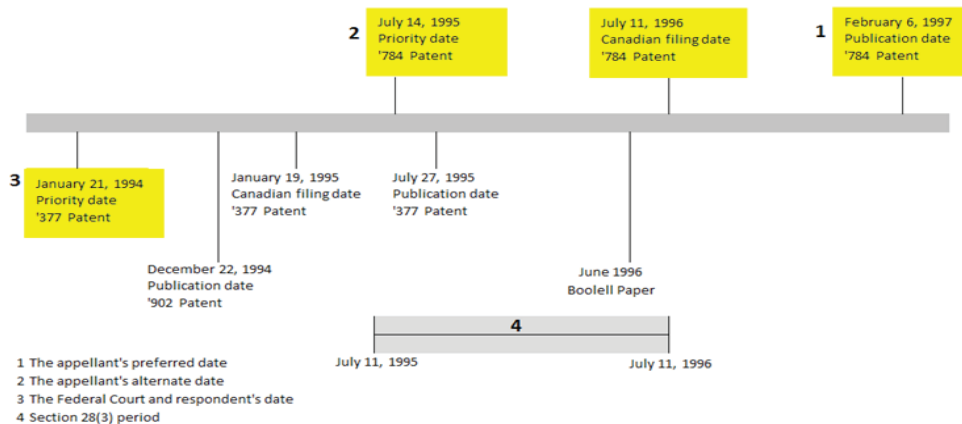 2
July 14, 1995
Priority date
'784 Patent
July 11, 1996
Canadian filing date
'784 Patent
1
February 6, 1997
Publication date
'784 Patent
3
January 21, 1994
Priority date
'377 Patent
January 19, 1995
Canadian filing date
'377 Patent
July 27, 1995
Publication date
'377 Patent
December 22, 1994
Publication date
'902 Patent
June 1996
Boolell Paper
4
July 11, 1995
July 11, 1996
1 The appellant's preferred date
2 The appellant's alternate date
3 The Federal Court and respondent's date
4 Section 28(3) period